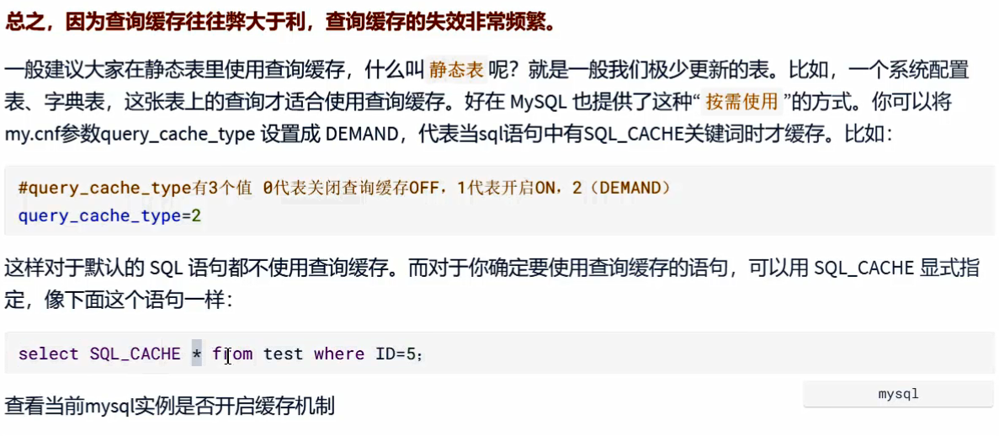 总之，因为查询缓存往往弊大于利，查询缓存的失效非常频繁。
一般建议大家在静态表里使用查询缓存，什么叫 静态表 呢？就是一般我们极少更新的表。比如，一个系统配置
表、字典表，这张表上的查询才适合使用查询缓存。好在 MySQL 也提供了这种“ 按需使用 ”的方式。你可以将
my.cnf参数query_cache_type 设置成 DEMAND，代表当sql语句中有SQL_CACHE关键词时才缓存。比如：
#query_cache_type有3个值 0代表关闭查询缓存OFF，1代表开启ON，2（DEMAND）
query_cache_type=2
这样对于默认的 SQL 语句都不使用查询缓存。而对于你确定要使用查询缓存的语句，可以用 SQL_CACHE 显式指
定，像下面这个语句一样：
select SQL_CACHE * from test where ID=5；
查看当前mysql实例是否开启缓存机制
mysql